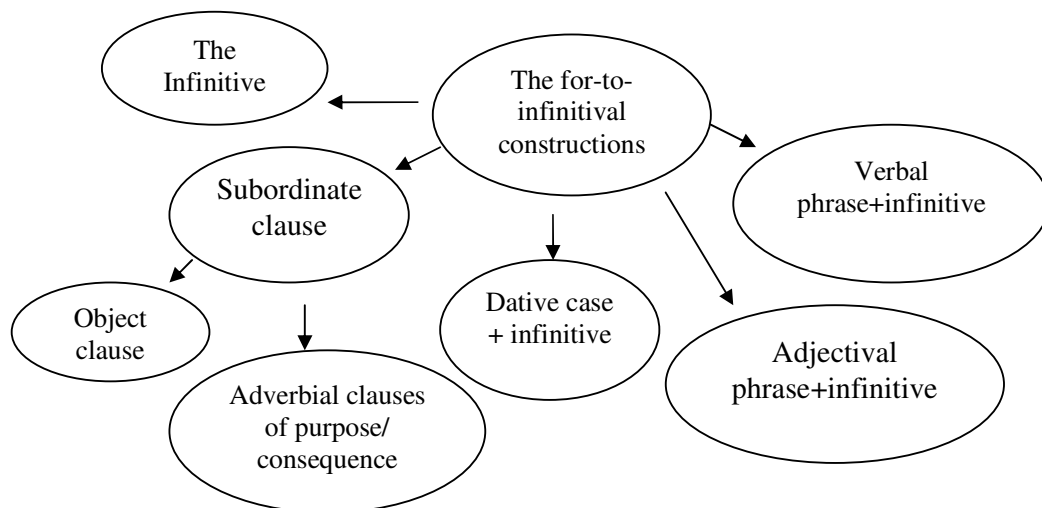 The
Infinitive
The for-to-
infinitival
constructions
Subordinate
clause
Verbal
phrase+infinitive
Object
clause
Dative case
+ infinitive
Adjectival
phrase+infinitive
Adverbial clauses
of purpose/
consequence